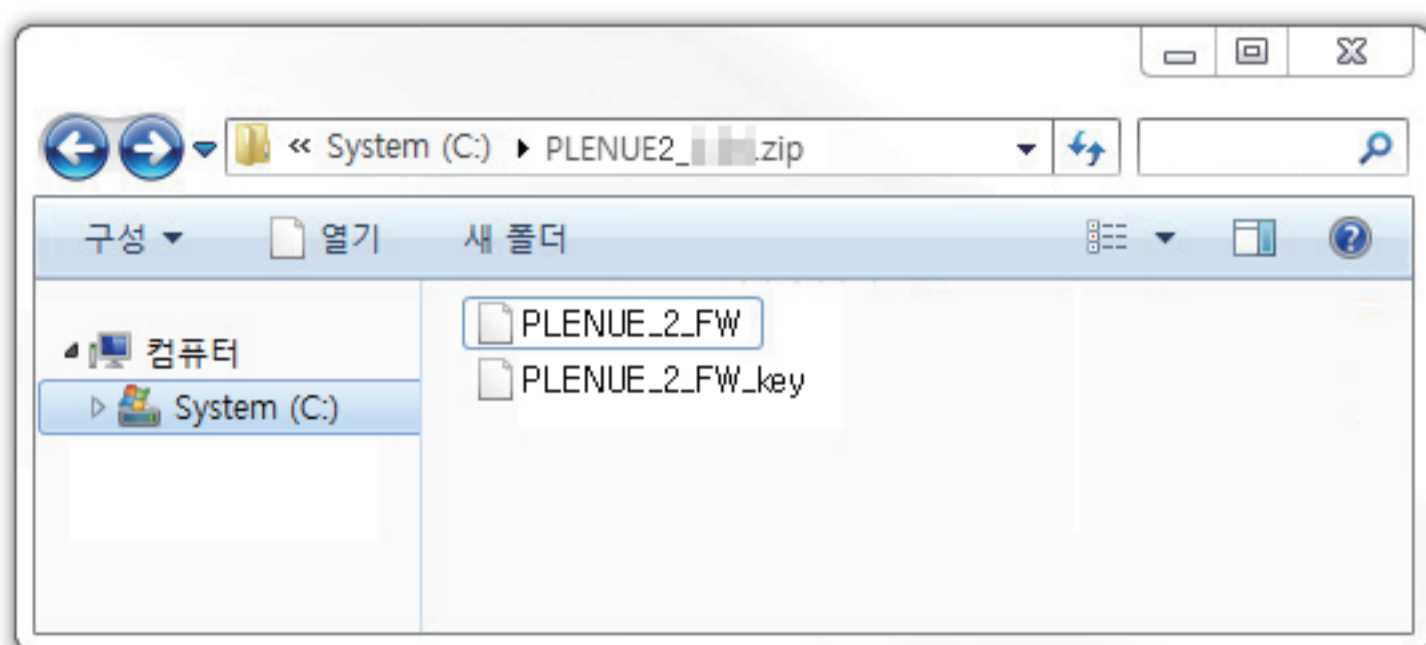 « System (C:) ▸ PLENUE2_ .zip
구성 열기 새 폴더
컴퓨터
System (C:)
PLENUE_2_FW
PLENUE_2_FW_key